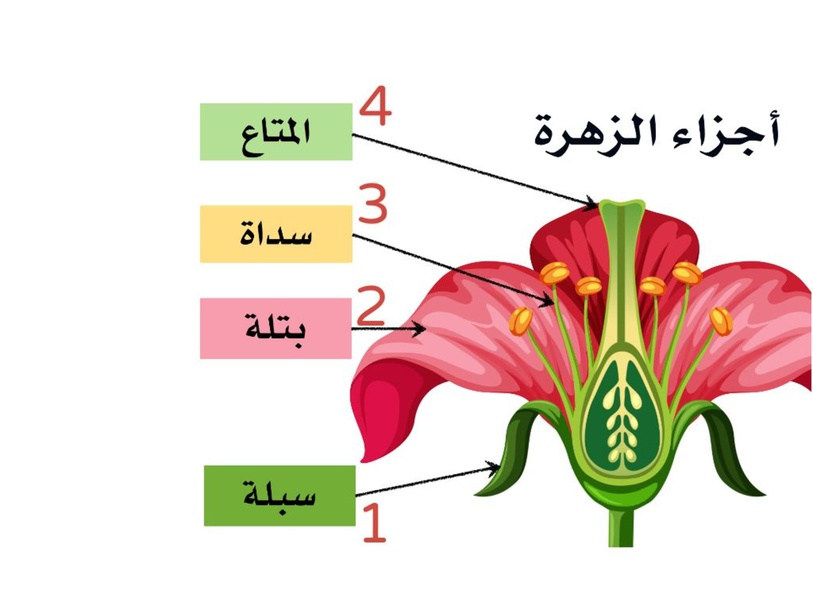 أجزاء الزهرة
4
المتاع
3
سداة
2
بتلة
سبلة
1